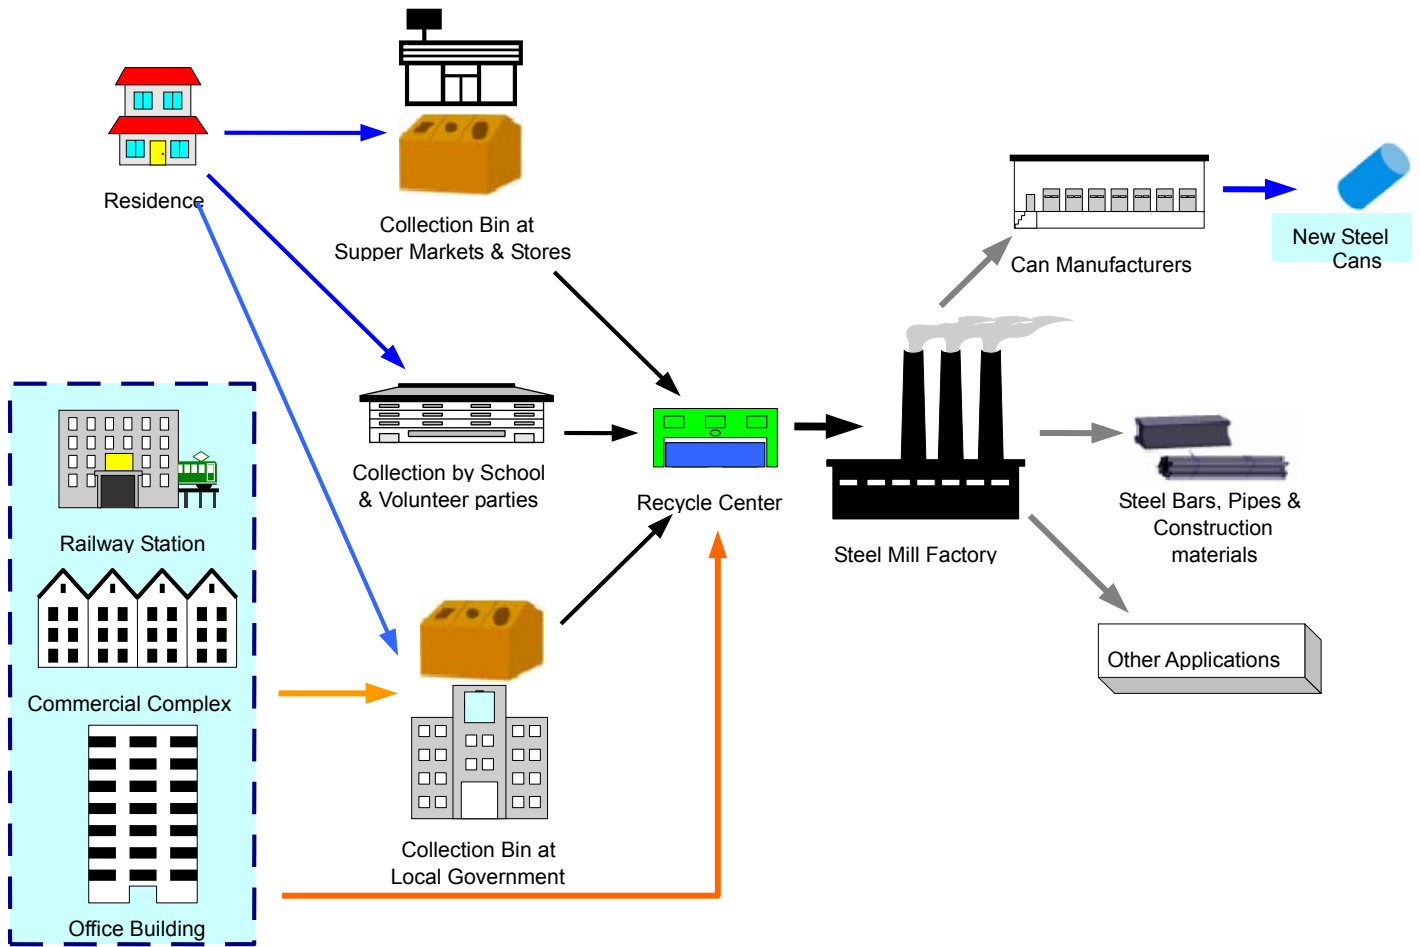 Residence
Collection Bin at
Supper Markets & Stores
Can Manufacturers
New Steel
Cans
Collection by School
& Volunteer parties
Recycle Center
Steel Mill Factory
Steel Bars, Pipes &
Construction
materials
Railway Station
Commercial Complex
Office Building
Collection Bin at
Local Government
Other Applications